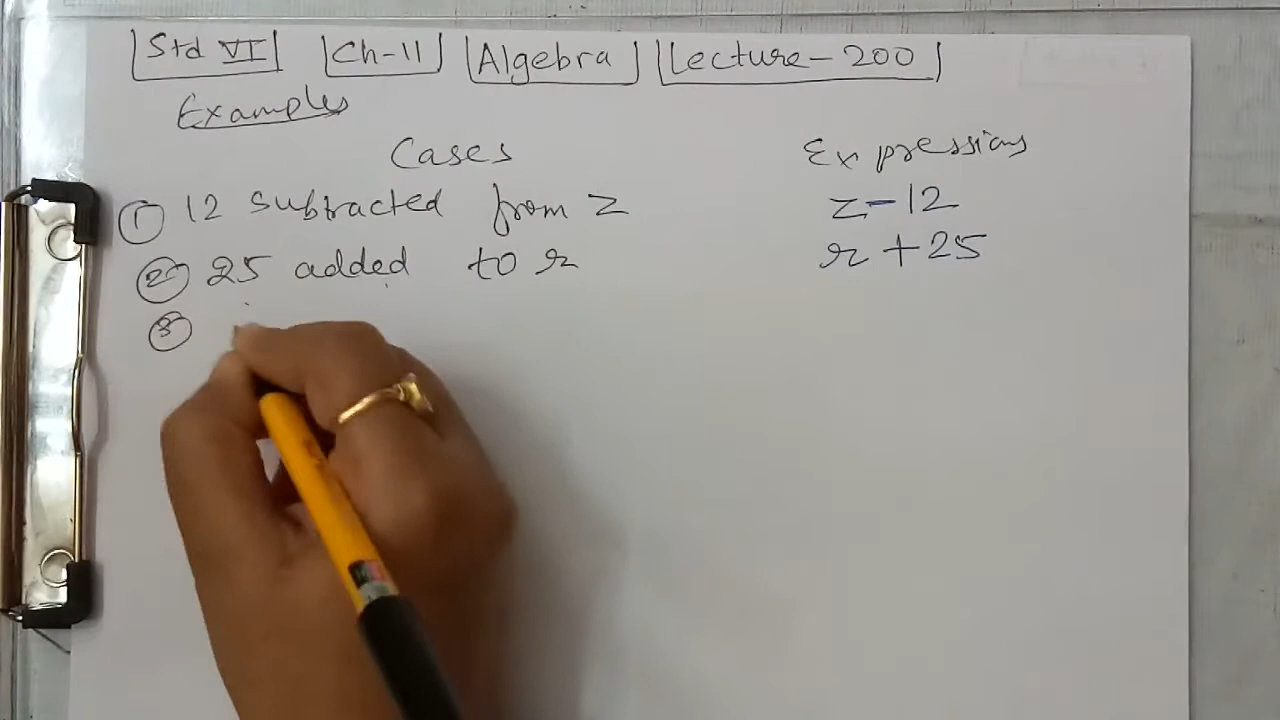 Std VI Ch-11 Algebra Lecture-200
Examples
Cases Expressions
① 12 subtracted from z z-12
② 25 added to r r+25
③